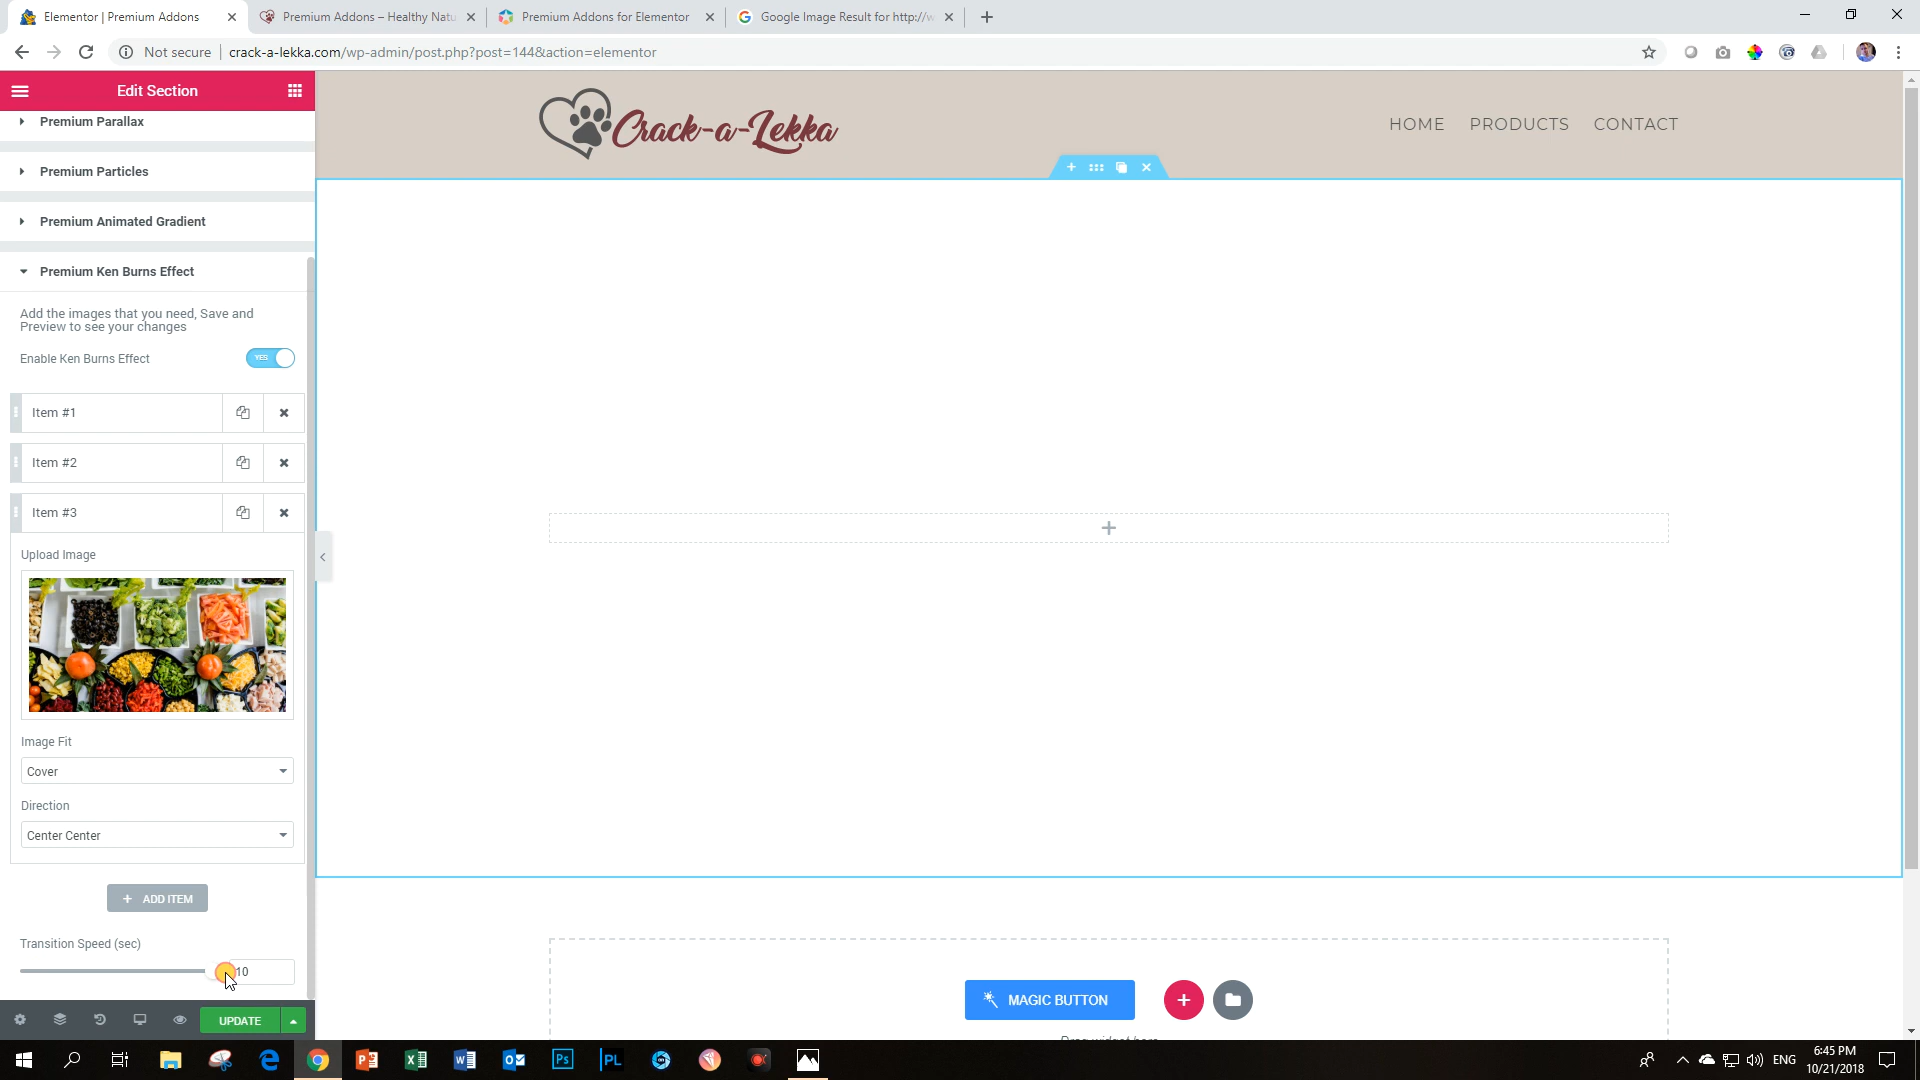 Elementor | Premium Addons
Premium Addons – Healthy Natu
Premium Addons for Elementor
Google Image Result for http://w
Not secure
crack-a-lekka.com/wp-admin/post.php?post=144&action=elementor
Edit Section
Premium Parallax
Premium Particles
Premium Animated Gradient
Premium Ken Burns Effect
Add the images that you need, Save and
Preview to see your changes
Enable Ken Burns Effect
YES
Item #1
Item #2
Item #3
Upload Image
Image Fit
Cover
Direction
Center Center
+ ADD ITEM
Transition Speed (sec)
10
UPDATE
Crack-a-Lekka
HOME
PRODUCTS
CONTACT
MAGIC BUTTON
Drag widget here
Ps
PL
ENG
6:45 PM
10/21/2018